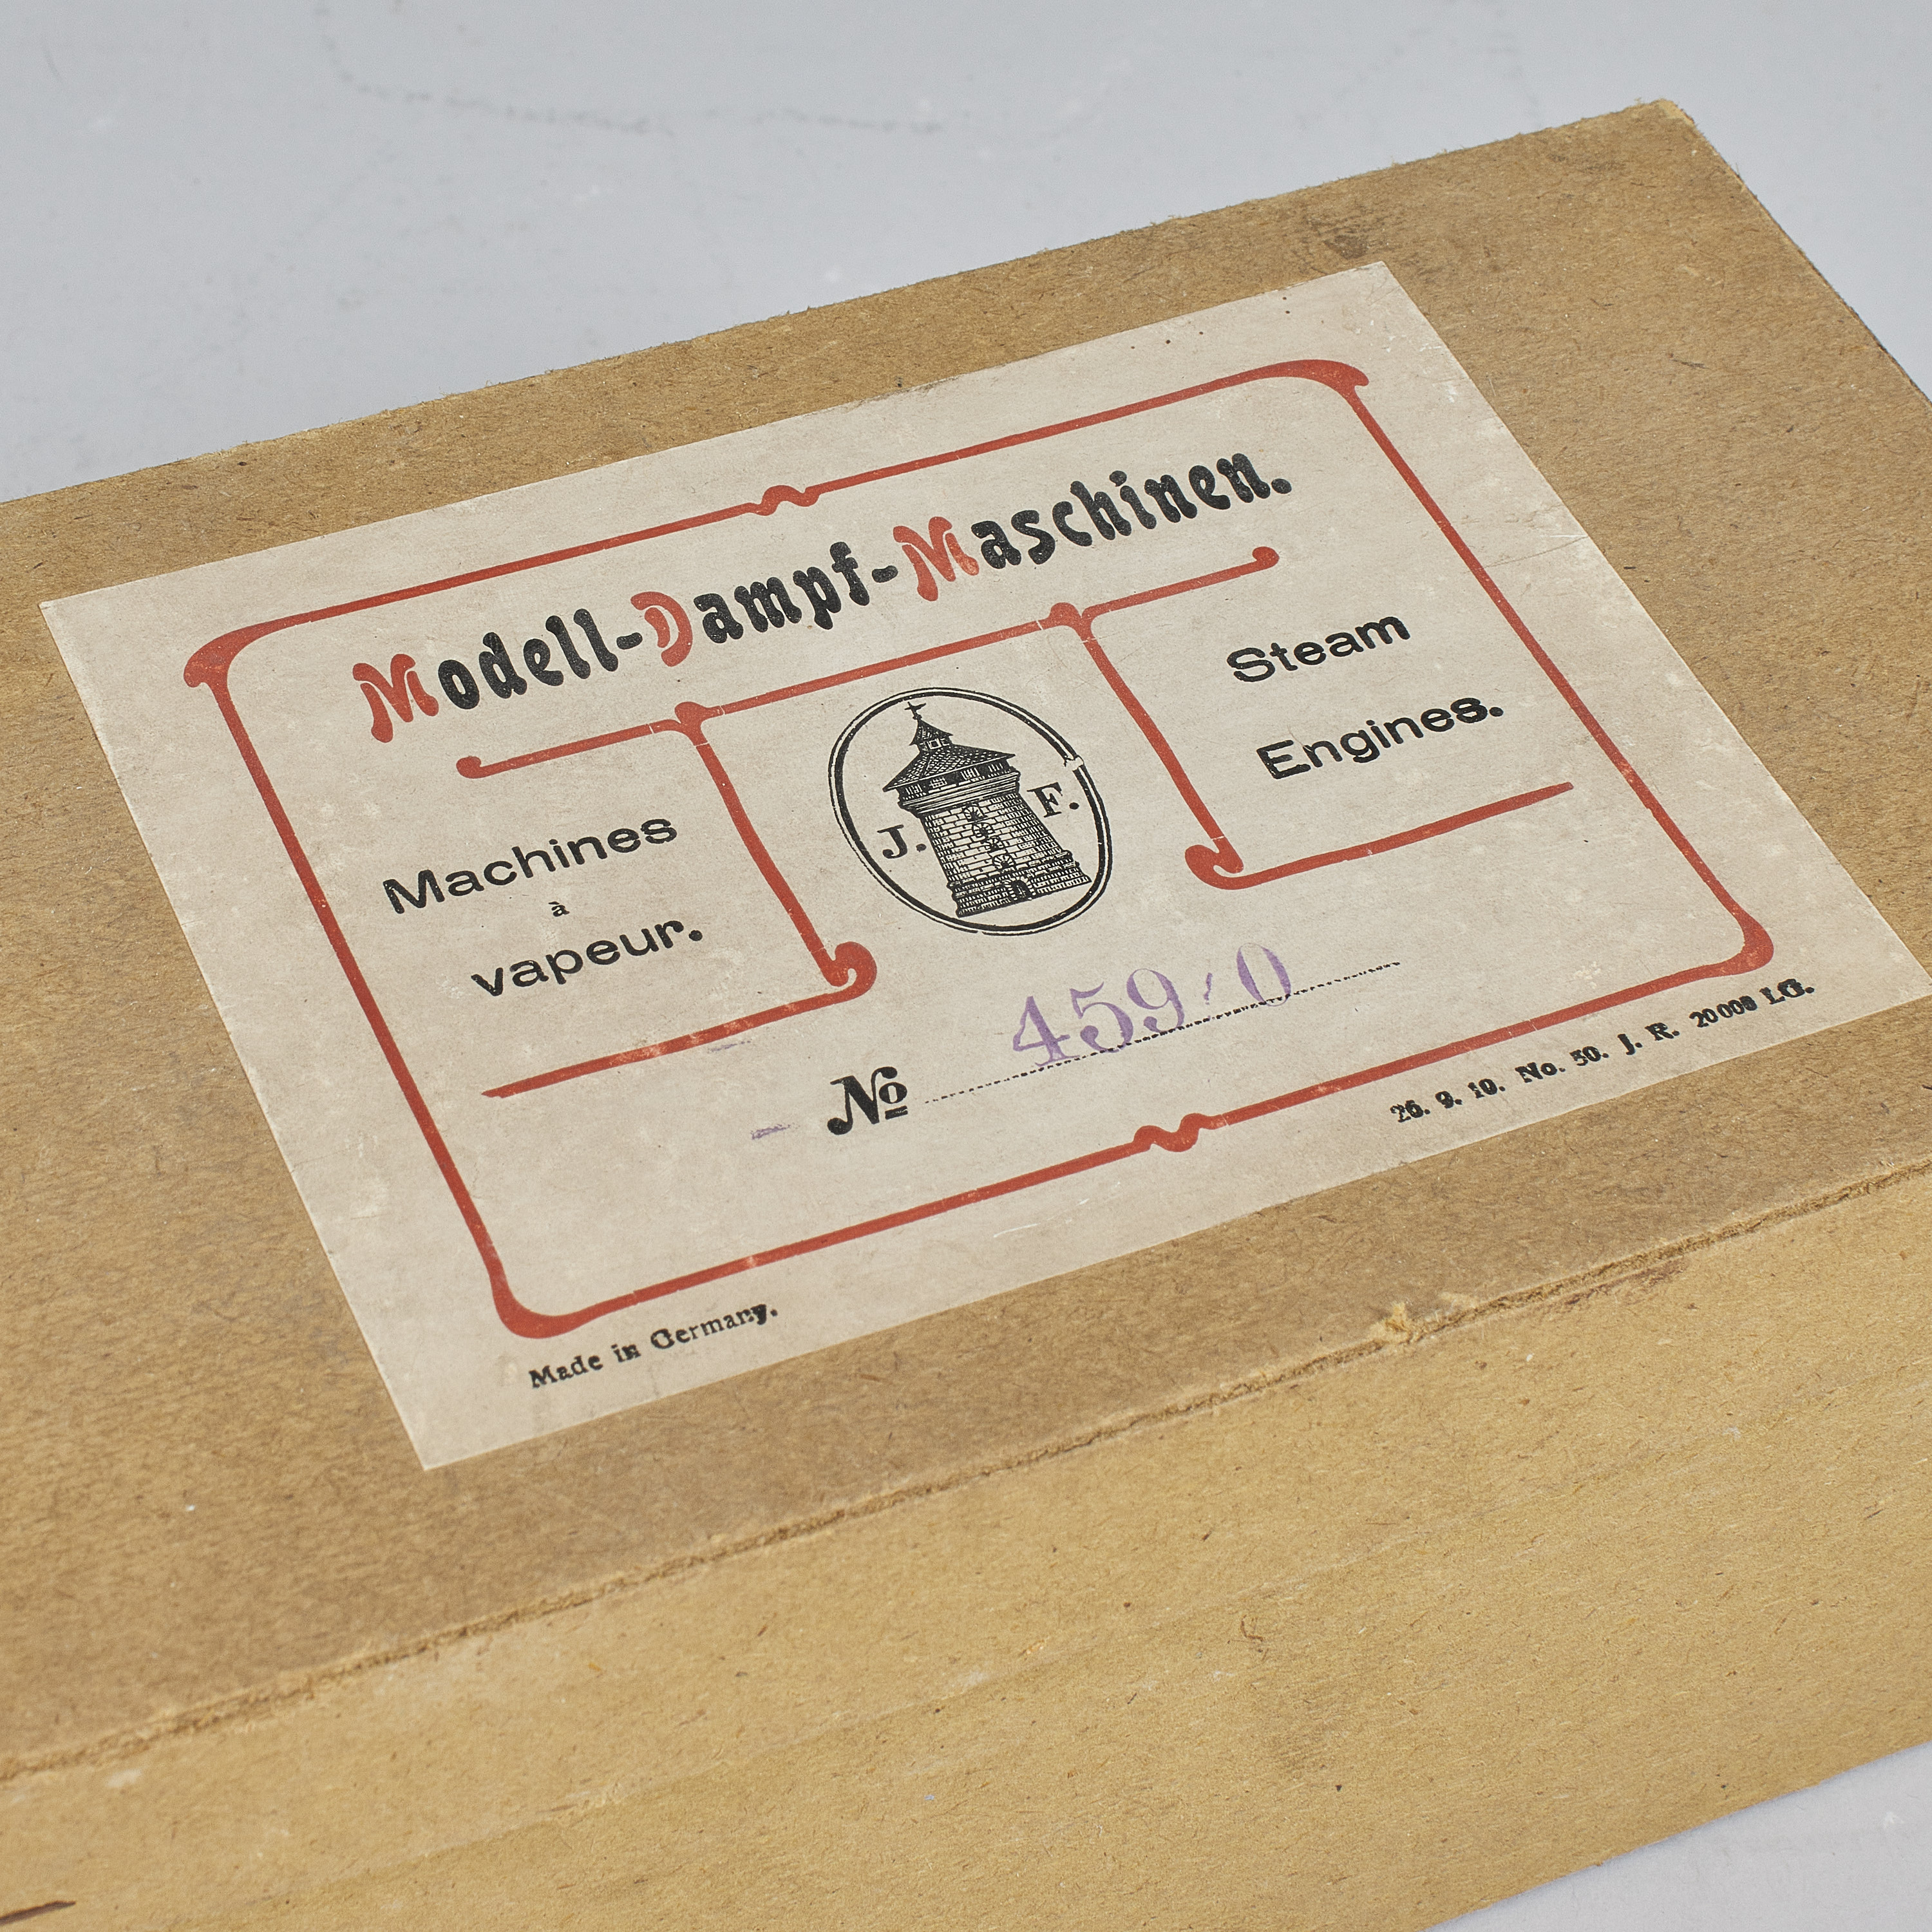 Modell-Dampf-Maschinen.
Machines
à
vapeur.
J. F.
Steam
Engines.
No 459/0
Made in Germany.
26. 9. 10. No. 50. J. R. 20000 LG.